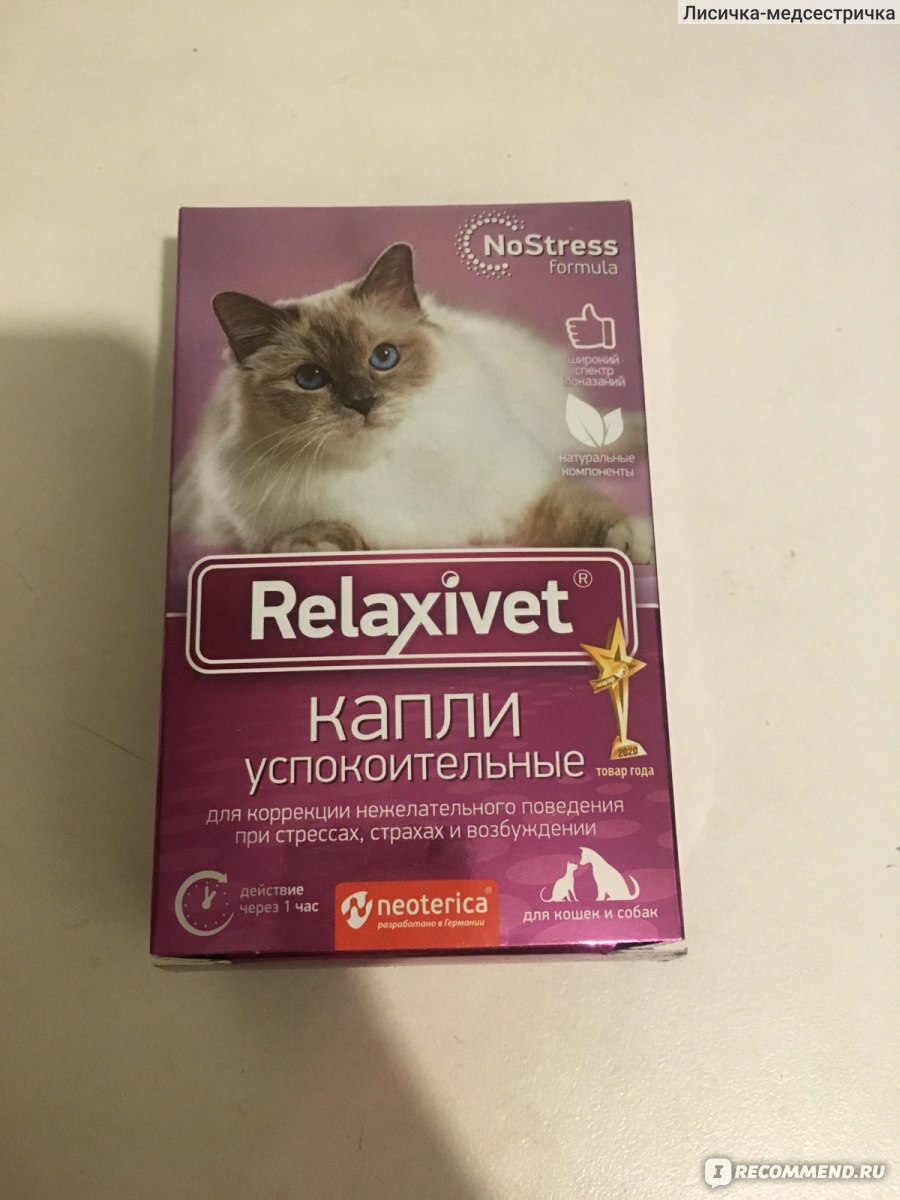 Лисичка-медсестричка
NoStress
formula
широкий
спектр
показаний
натуральные
компоненты
Relaxivet®
капли
успокоительные
2020
товар года
для коррекции нежелательного поведения
при стрессах, страхах и возбуждении
действие
через 1 час
neoterica®
разработано в Германии
для кошек и собак
IRECOMMEND.RU